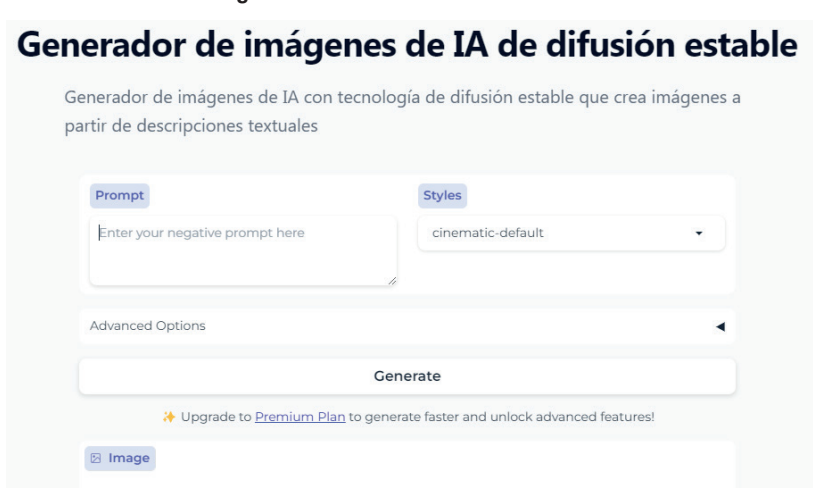 Generador de imágenes de IA de difusión estable
Generador de imágenes de IA con tecnología de difusión estable que crea imágenes a
partir de descripciones textuales
Prompt
Styles
Enter your negative prompt here
cinematic-default
Advanced Options
Generate
✨ Upgrade to Premium Plan to generate faster and unlock advanced features!
Image